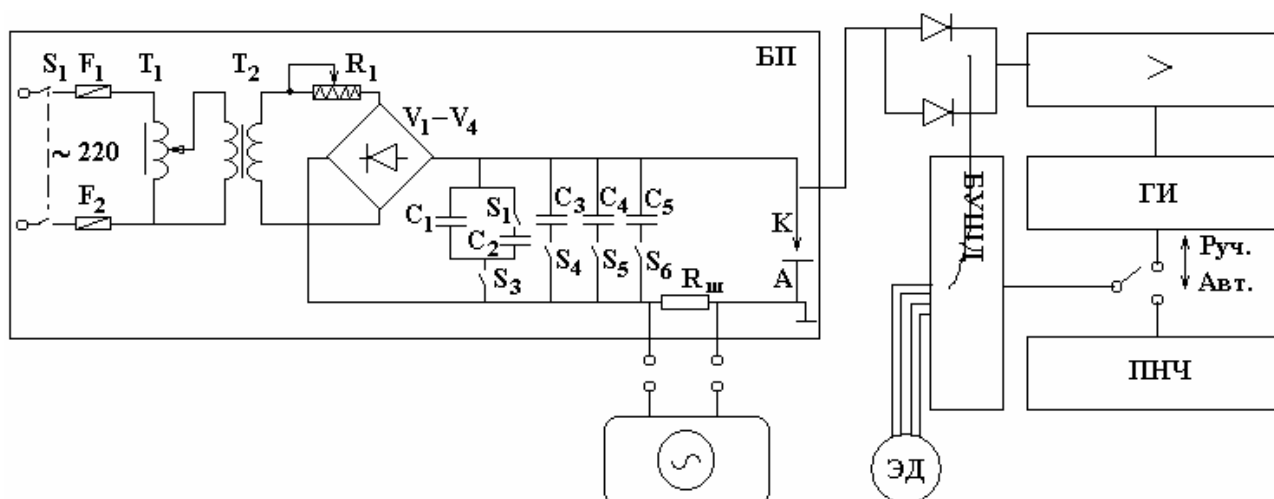 БП
S₁ F₁ T₁ T₂ R₁
V₁–V₄
~ 220
F₂
C₁ S₁ C₂ S₃
C₃ S₄
C₄ S₅
C₅ S₆
К
А
Rш
>
БУШД
ГИ
Руч.
Авт.
ПНЧ
ЭД